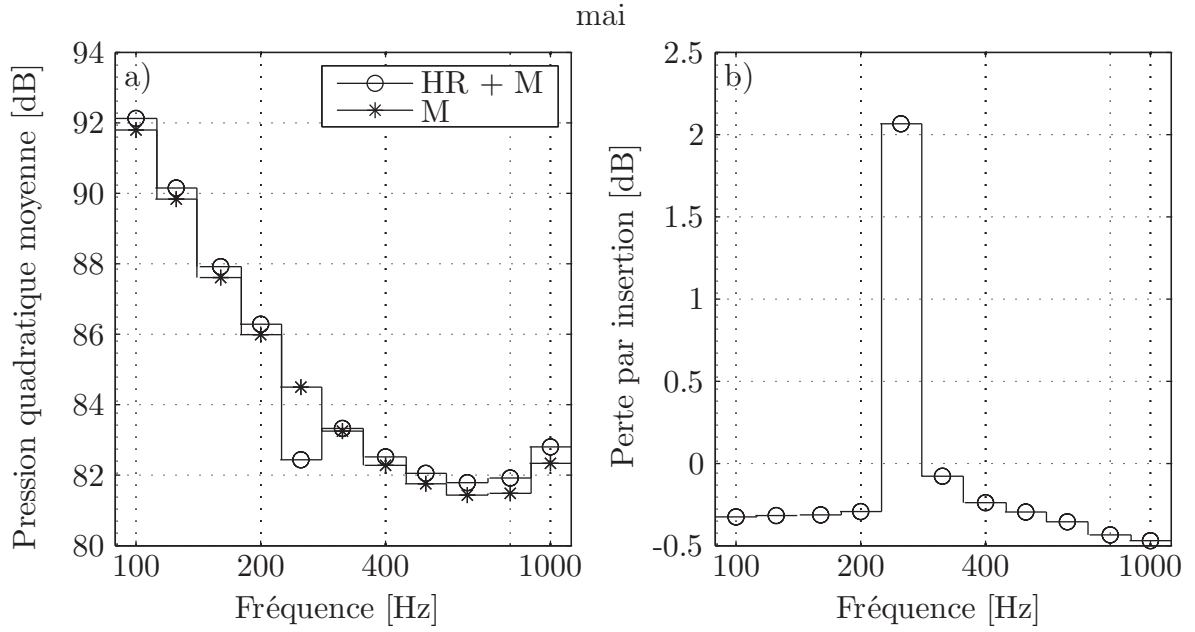 mai
a)
HR + M
M
Pression quadratique moyenne [dB]
94
92
90
88
86
84
82
80
100
200
400
1000
Fréquence [Hz]
b)
Perte par insertion [dB]
2.5
2
1.5
1
0.5
0
-0.5
100
200
400
1000
Fréquence [Hz]